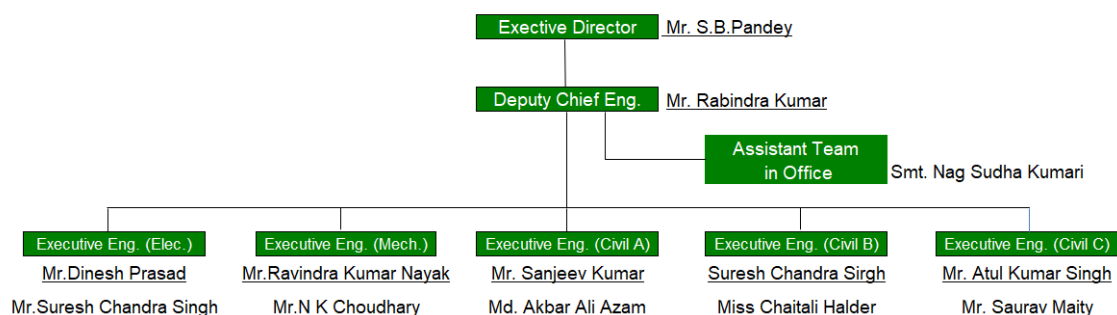 Exective Director Mr. S.B.Pandey
Deputy Chief Eng. Mr. Rabindra Kumar
Assistant Team
in Office
Smt. Nag Sudha Kumari
Executive Eng. (Elec.) Executive Eng. (Mech.) Executive Eng. (Civil A) Executive Eng. (Civil B) Executive Eng. (Civil C)
Mr.Dinesh Prasad Mr.Ravindra Kumar Nayak Mr. Sanjeev Kumar Suresh Chandra Sirgh Mr. Atul Kumar Singh
Mr.Suresh Chandra Singh Mr.N K Choudhary Md. Akbar Ali Azam Miss Chaitali Halder Mr. Saurav Maity